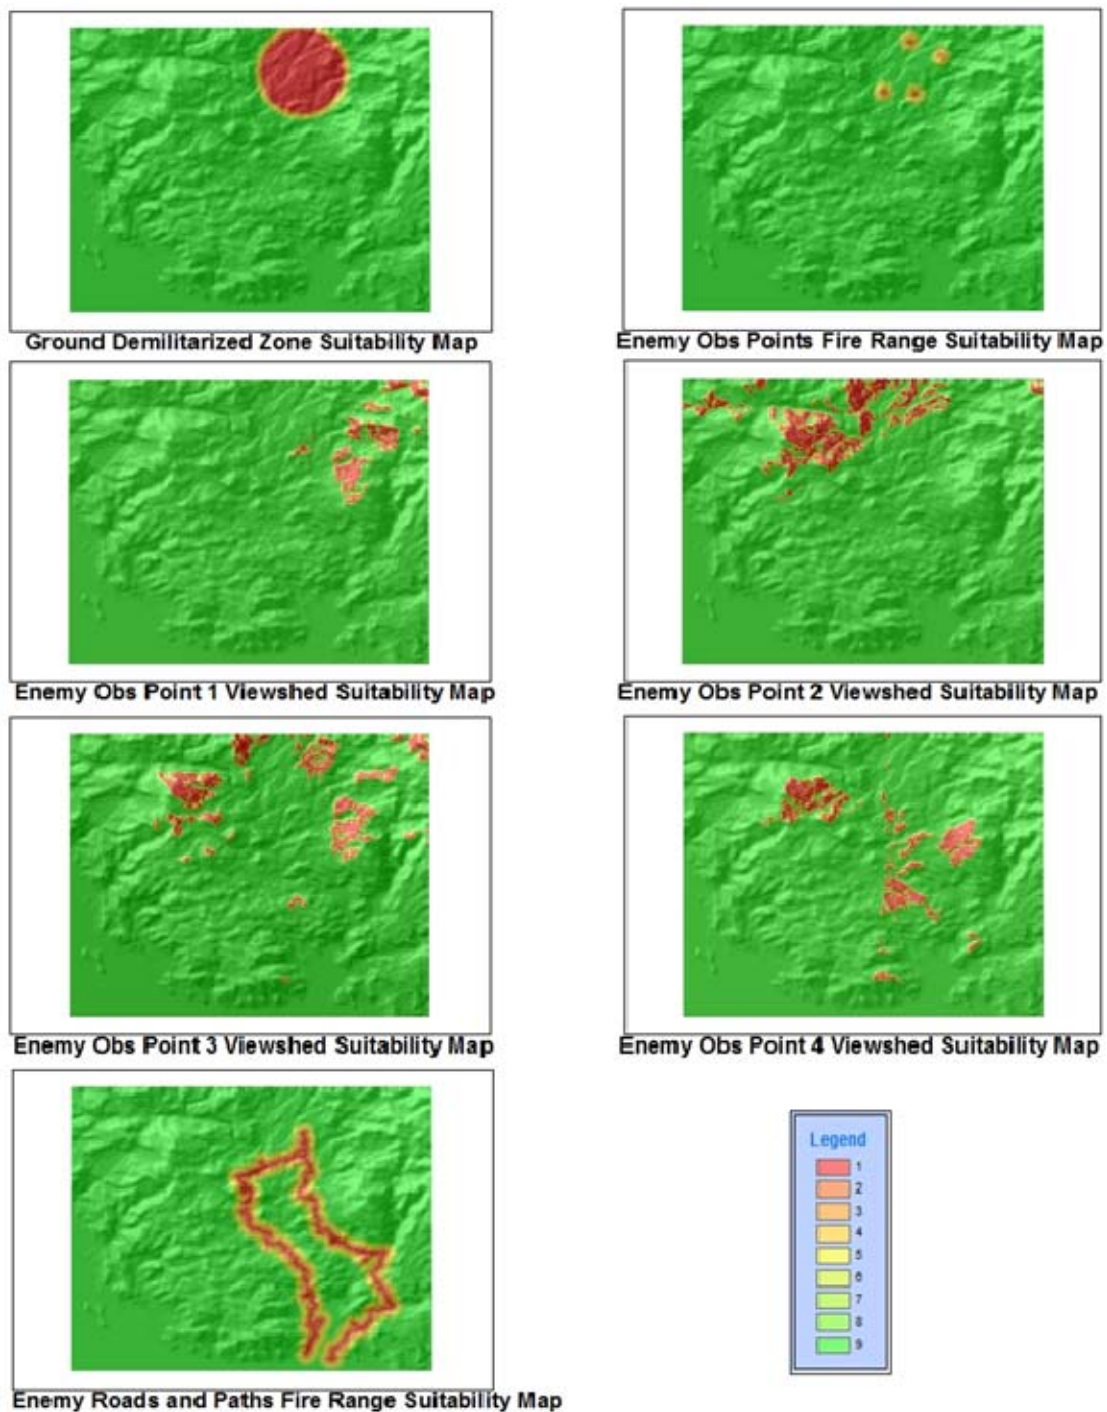 Ground Demilitarized Zone Suitability Map
Enemy Obs Points Fire Range Suitability Map
Enemy Obs Point 1 Viewshed Suitability Map
Enemy Obs Point 2 Viewshed Suitability Map
Enemy Obs Point 3 Viewshed Suitability Map
Enemy Obs Point 4 Viewshed Suitability Map
Enemy Roads and Paths Fire Range Suitability Map
Legend
1
2
3
4
5
6
7
8
9